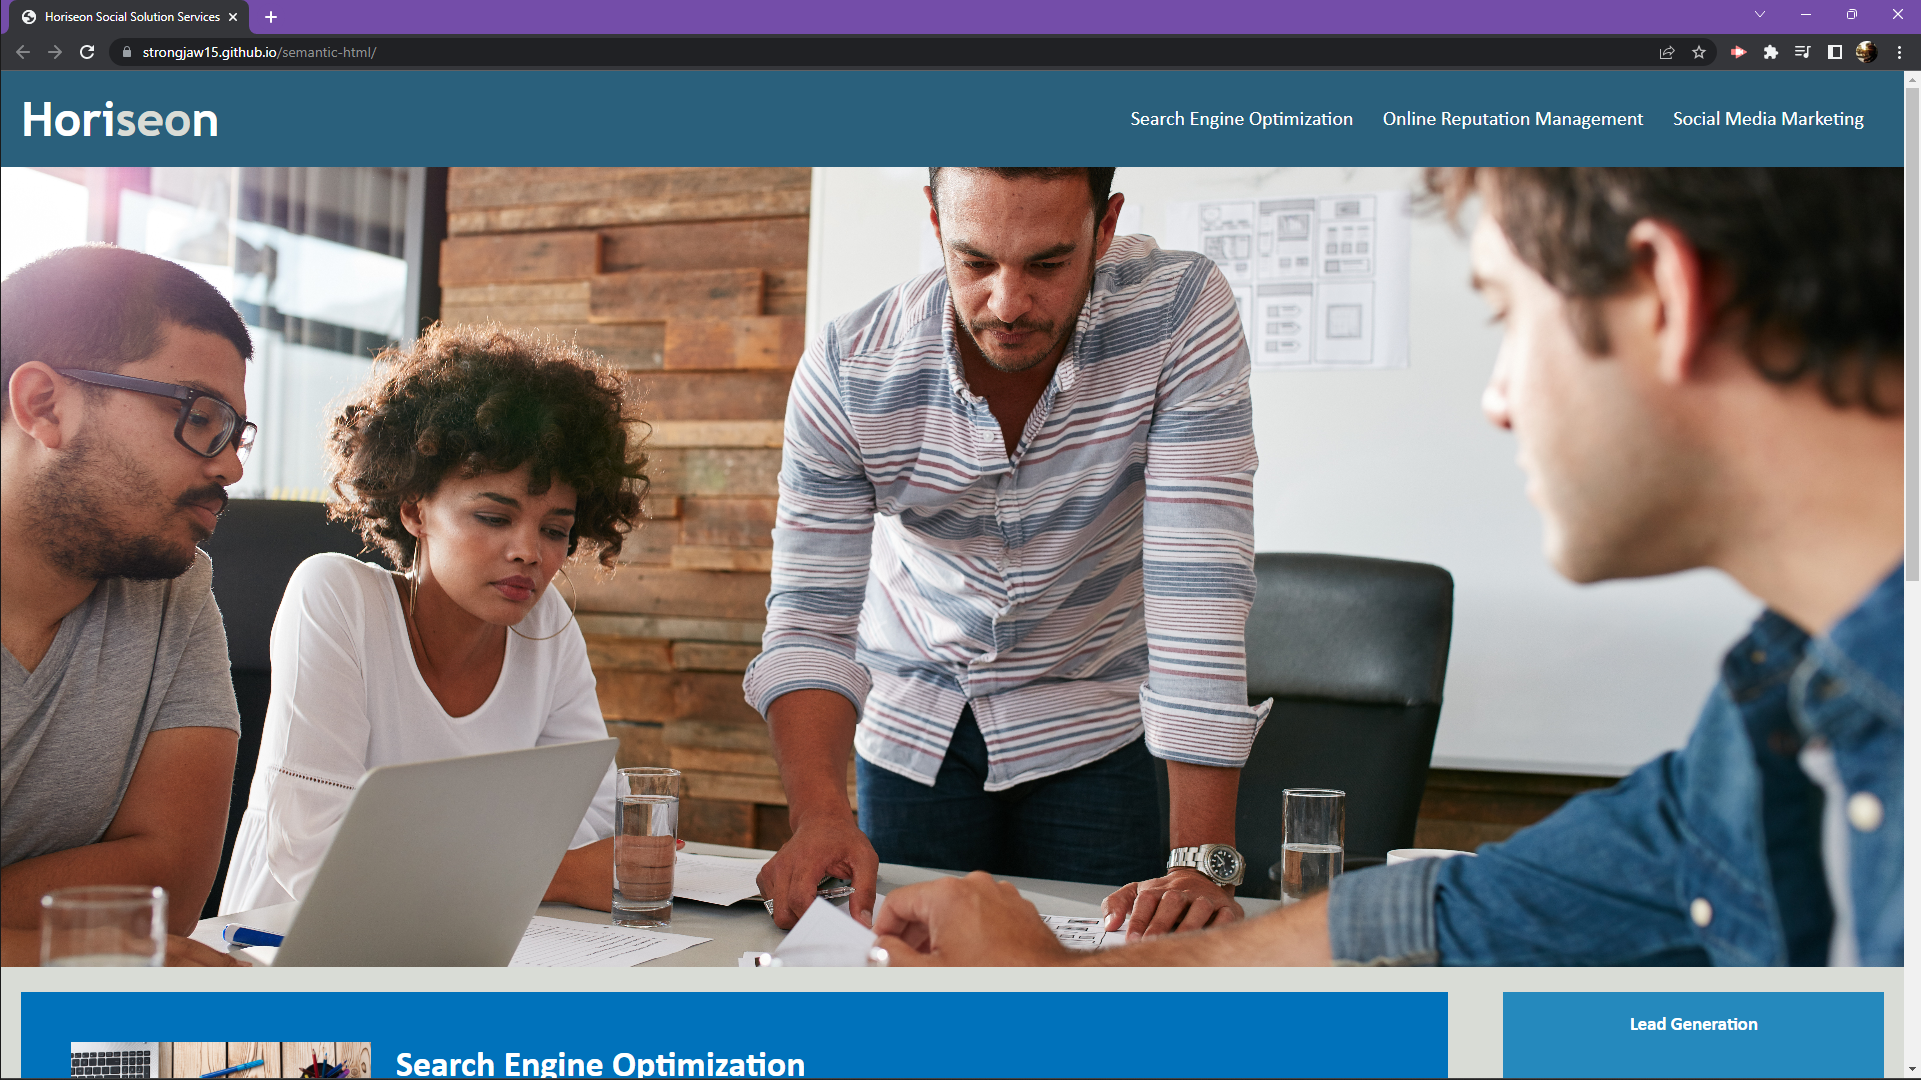 Horiseon Social Solution Services
strongjaw15.github.io/semantic-html/
Horiseon
Search Engine Optimization
Online Reputation Management
Social Media Marketing
Search Engine Optimization
Lead Generation